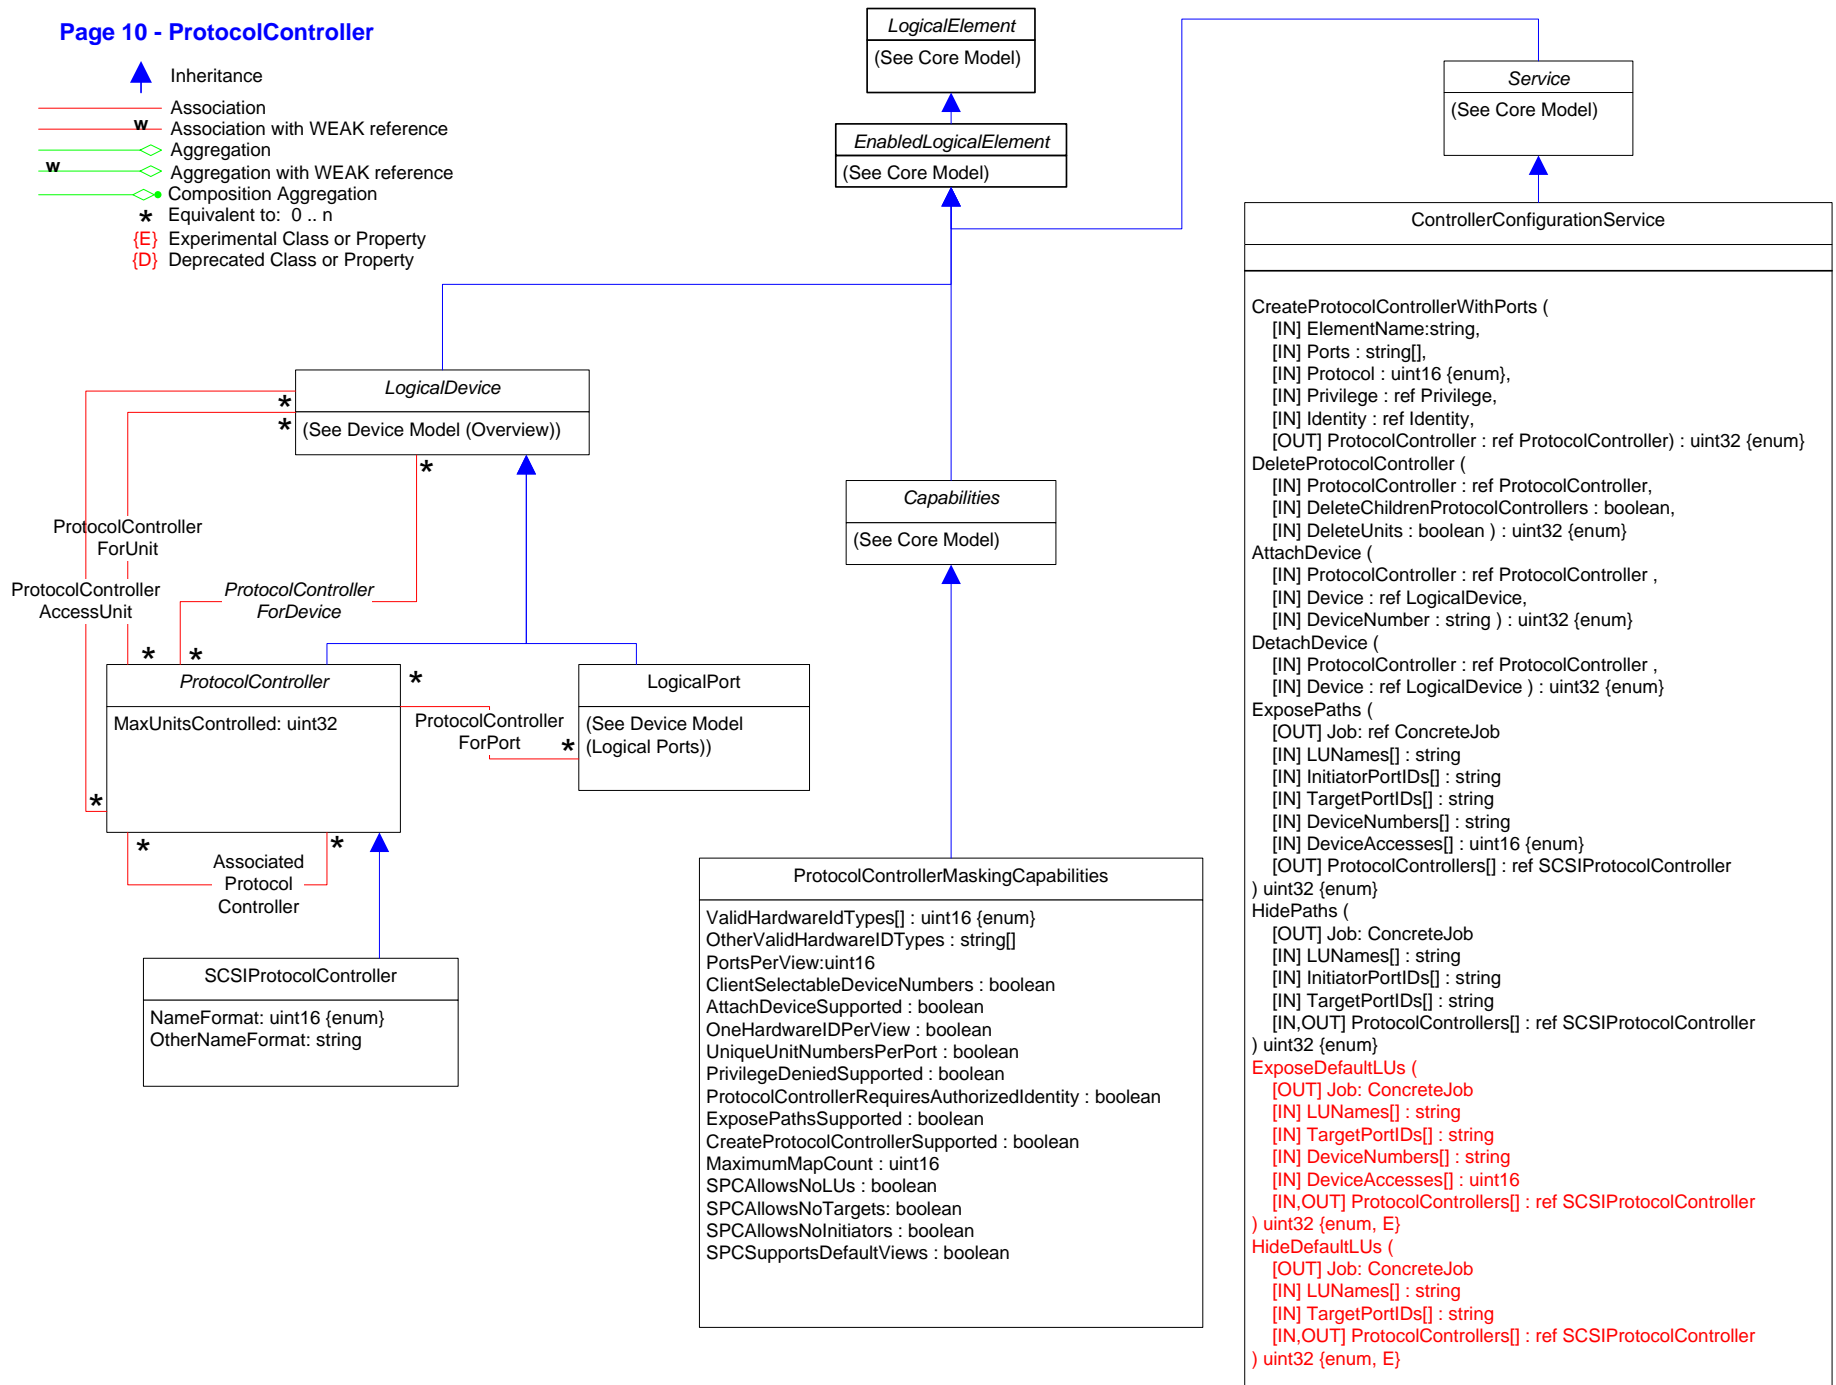 Page 10 - ProtocolController
Inheritance
Association
w
Association with WEAK reference
Aggregation
w
Aggregation with WEAK reference
Composition Aggregation
* Equivalent to: 0 .. n
{E} Experimental Class or Property
{D} Deprecated Class or Property
LogicalElement
(See Core Model)
EnabledLogicalElement
(See Core Model)
Service
(See Core Model)
LogicalDevice
(See Device Model (Overview))
*
*
*
ProtocolController
ForUnit
ProtocolController
AccessUnit
ProtocolController
ForDevice
*
*
*
*
ProtocolController
MaxUnitsControlled: uint32
ProtocolController
ForPort
*
LogicalPort
(See Device Model
(Logical Ports))
*
*
Associated
Protocol
Controller
*
SCSIProtocolController
NameFormat: uint16 {enum}
OtherNameFormat: string
Capabilities
(See Core Model)
ProtocolControllerMaskingCapabilities
ValidHardwareIdTypes[] : uint16 {enum}
OtherValidHardwareIDTypes : string[]
PortsPerView:uint16
ClientSelectableDeviceNumbers : boolean
AttachDeviceSupported : boolean
OneHardwareIDPerView : boolean
UniqueUnitNumbersPerPort : boolean
PrivilegeDeniedSupported : boolean
ProtocolControllerRequiresAuthorizedIdentity : boolean
ExposePathsSupported : boolean
CreateProtocolControllerSupported : boolean
MaximumMapCount : uint16
SPCAllowsNoLUs : boolean
SPCAllowsNoTargets: boolean
SPCAllowsNoInitiators : boolean
SPCSupportsDefaultViews : boolean
ControllerConfigurationService
CreateProtocolControllerWithPorts (
[IN] ElementName:string,
[IN] Ports : string[],
[IN] Protocol : uint16 {enum},
[IN] Privilege : ref Privilege,
[IN] Identity : ref Identity,
[OUT] ProtocolController : ref ProtocolController) : uint32 {enum}
DeleteProtocolController (
[IN] ProtocolController : ref ProtocolController,
[IN] DeleteChildrenProtocolControllers : boolean,
[IN] DeleteUnits : boolean ) : uint32 {enum}
AttachDevice (
[IN] ProtocolController : ref ProtocolController ,
[IN] Device : ref LogicalDevice,
[IN] DeviceNumber : string ) : uint32 {enum}
DetachDevice (
[IN] ProtocolController : ref ProtocolController ,
[IN] Device : ref LogicalDevice ) : uint32 {enum}
ExposePaths (
[OUT] Job: ref ConcreteJob
[IN] LUNames[] : string
[IN] InitiatorPortIDs[] : string
[IN] TargetPortIDs[] : string
[IN] DeviceNumbers[] : string
[IN] DeviceAccesses[] : uint16 {enum}
[OUT] ProtocolControllers[] : ref SCSIProtocolController
) uint32 {enum}
HidePaths (
[OUT] Job: ConcreteJob
[IN] LUNames[] : string
[IN] InitiatorPortIDs[] : string
[IN] TargetPortIDs[] : string
[IN,OUT] ProtocolControllers[] : ref SCSIProtocolController
) uint32 {enum}
ExposeDefaultLUs (
[OUT] Job: ConcreteJob
[IN] LUNames[] : string
[IN] TargetPortIDs[] : string
[IN] DeviceNumbers[] : string
[IN] DeviceAccesses[] : uint16
[IN,OUT] ProtocolControllers[] : ref SCSIProtocolController
) uint32 {enum, E}
HideDefaultLUs (
[OUT] Job: ConcreteJob
[IN] LUNames[] : string
[IN] TargetPortIDs[] : string
[IN,OUT] ProtocolControllers[] : ref SCSIProtocolController
) uint32 {enum, E}